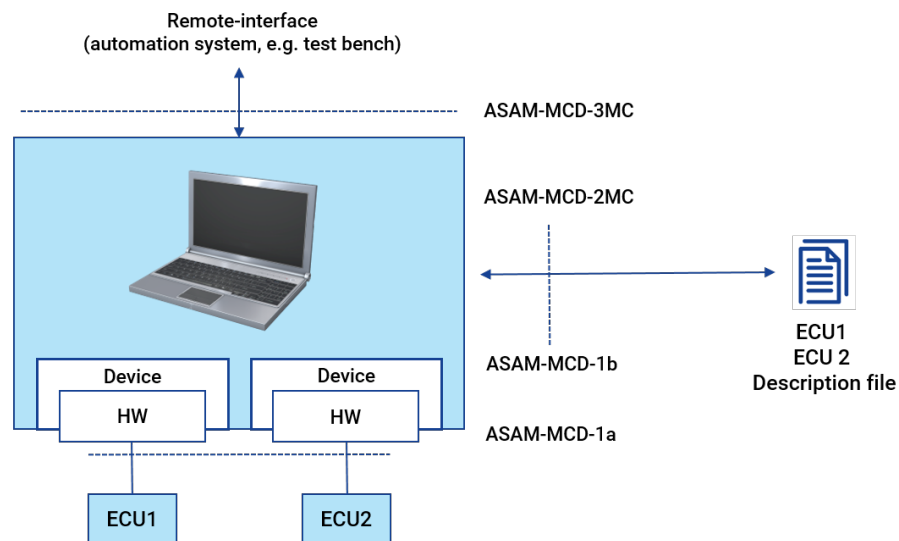 Remote-interface
(automation system, e.g. test bench)
ASAM-MCD-3MC
ASAM-MCD-2MC
ECU1
ECU 2
Description file
ASAM-MCD-1b
Device
Device
HW
HW
ASAM-MCD-1a
ECU1
ECU2